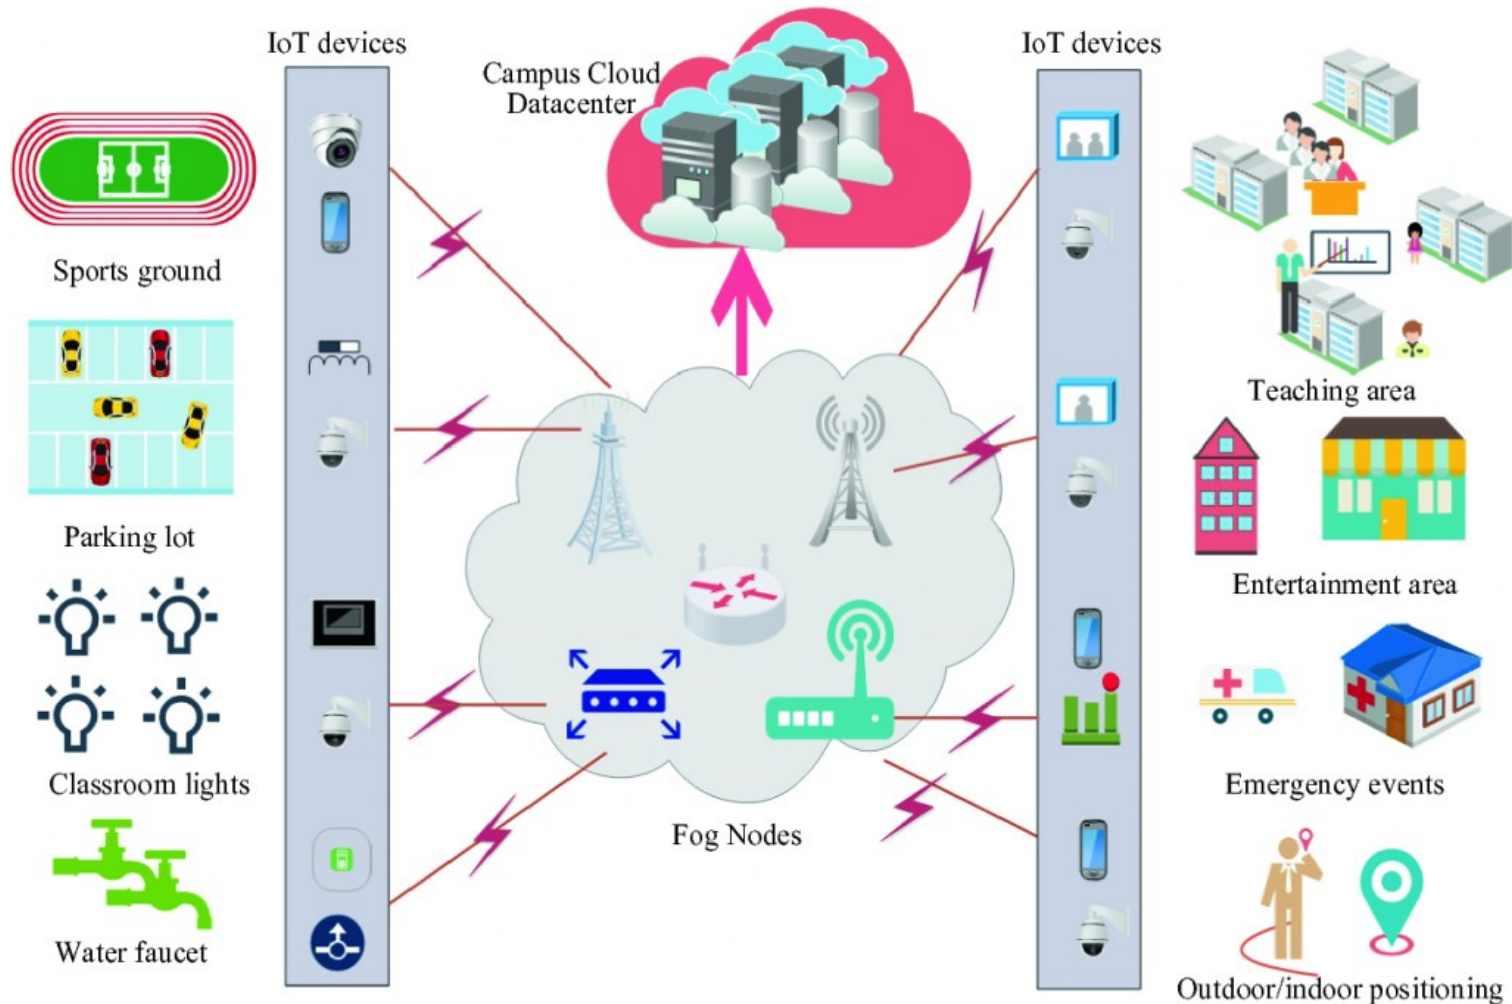 IoT devices
Campus Cloud
Datacenter
IoT devices
Sports ground
Parking lot
Classroom lights
Water faucet
Fog Nodes
Teaching area
Entertainment area
Emergency events
Outdoor/indoor positioning